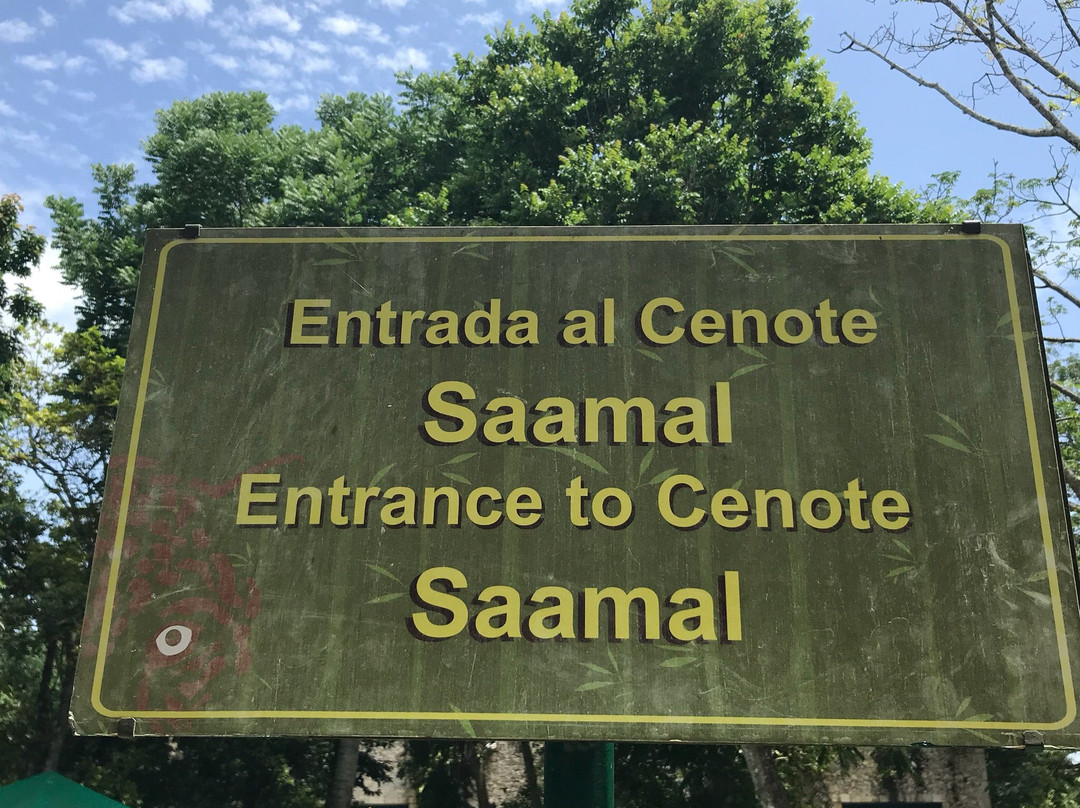 Entrada al Cenote
Saamal
Entrance to Cenote
Saamal